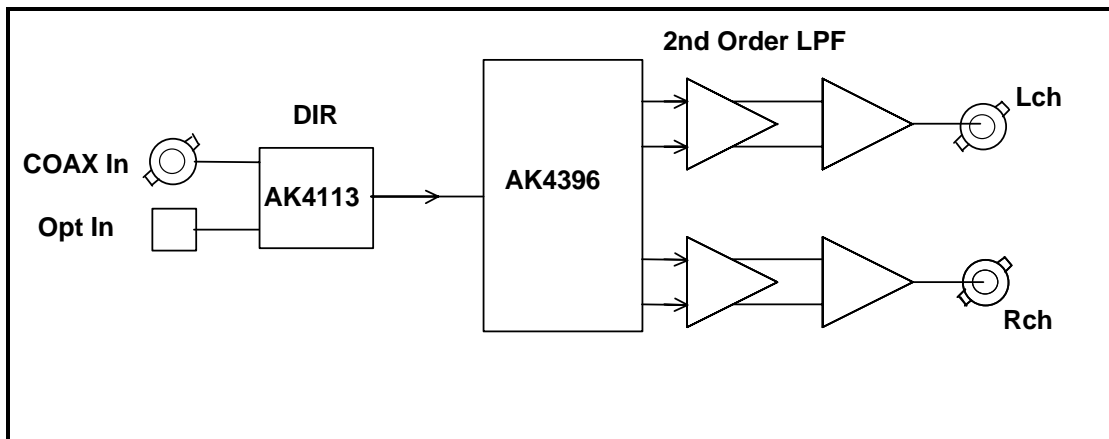 2nd Order LPF
Lch
DIR
COAX In
AK4113
AK4396
Opt In
Rch